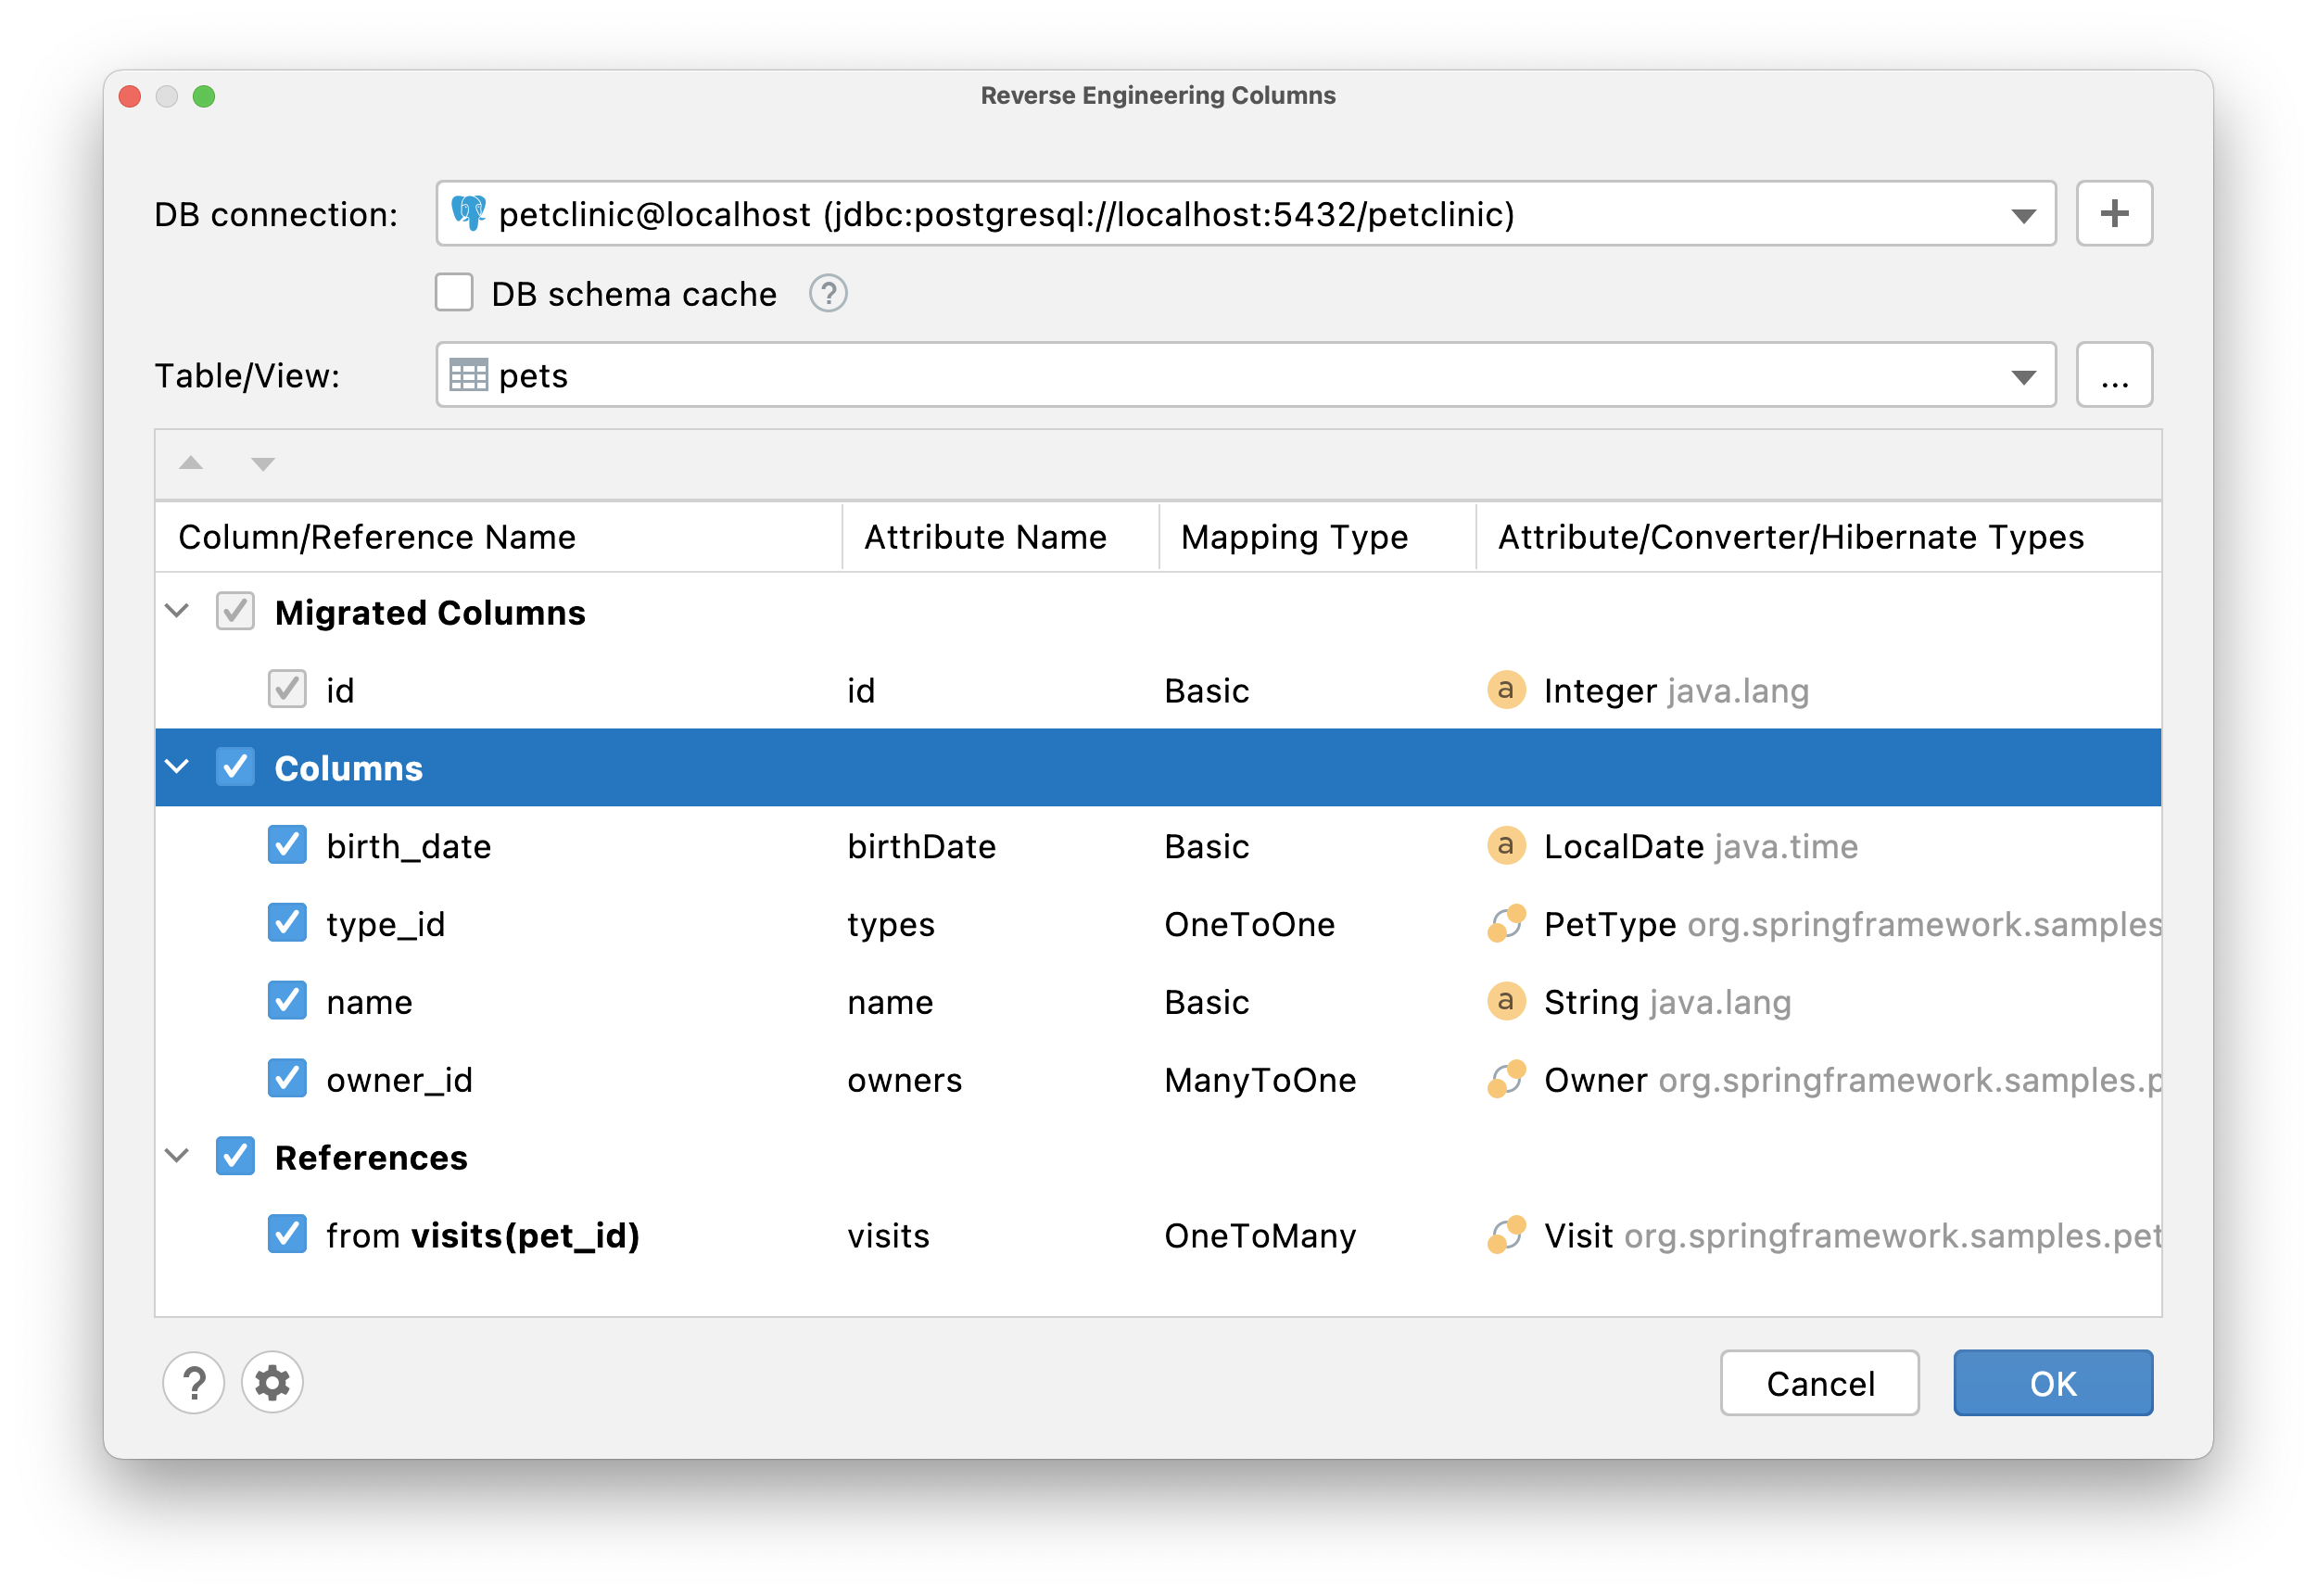 Reverse Engineering Columns
DB connection: petclinic@localhost (jdbc:postgresql://localhost:5432/petclinic) +
DB schema cache ?
Table/View: pets ...
Column/Reference Name Attribute Name Mapping Type Attribute/Converter/Hibernate Types
Migrated Columns
id id Basic a Integer java.lang
Columns
birth_date birthDate Basic a LocalDate java.time
type_id types OneToOne PetType org.springframework.samples
name name Basic a String java.lang
owner_id owners ManyToOne Owner org.springframework.samples.p
References
from visits(pet_id) visits OneToMany Visit org.springframework.samples.pet
? Cancel OK